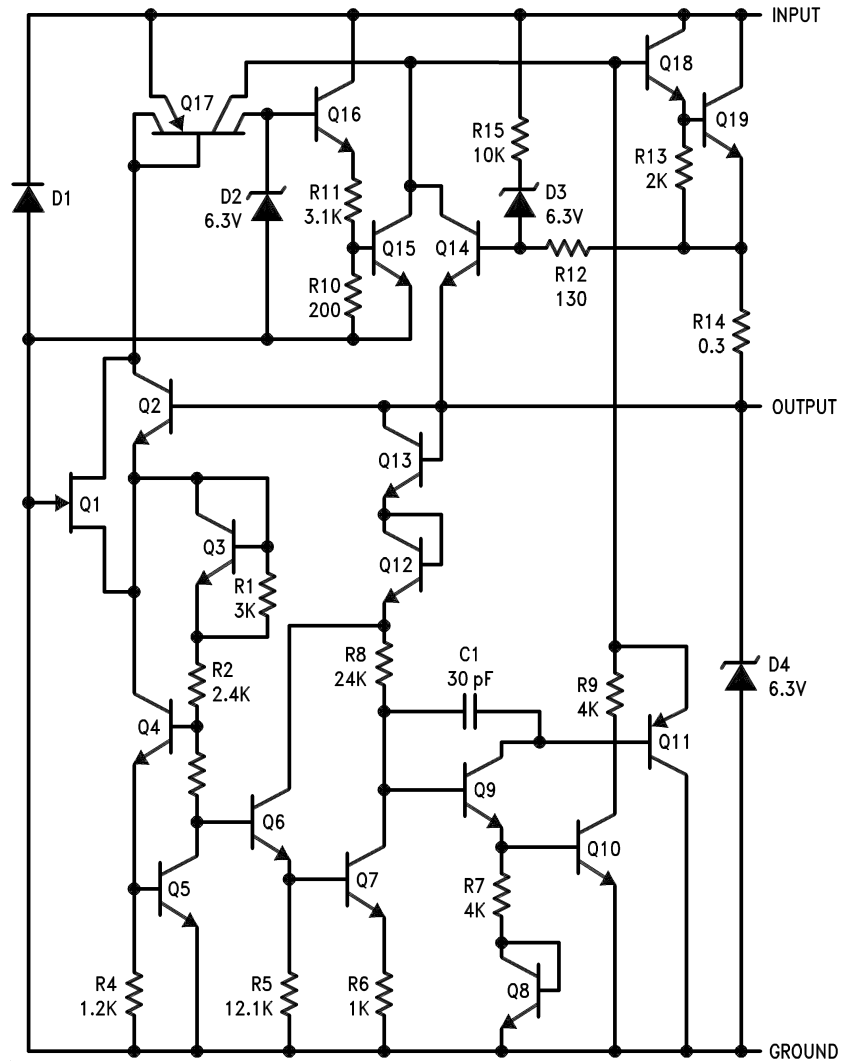 INPUT
Q18
Q17
Q16
Q19
R15
10K
R13
2K
D1
D2
6.3V
R11
3.1K
D3
6.3V
Q15
Q14
R12
130
R10
200
R14
0.3
Q2
OUTPUT
Q13
Q1
Q3
Q12
R1
3K
R2
2.4K
R8
24K
C1
30 pF
R9
4K
D4
6.3V
Q4
Q11
Q9
Q6
Q10
Q5
Q7
R7
4K
R4
1.2K
R5
12.1K
R6
1K
Q8
GROUND